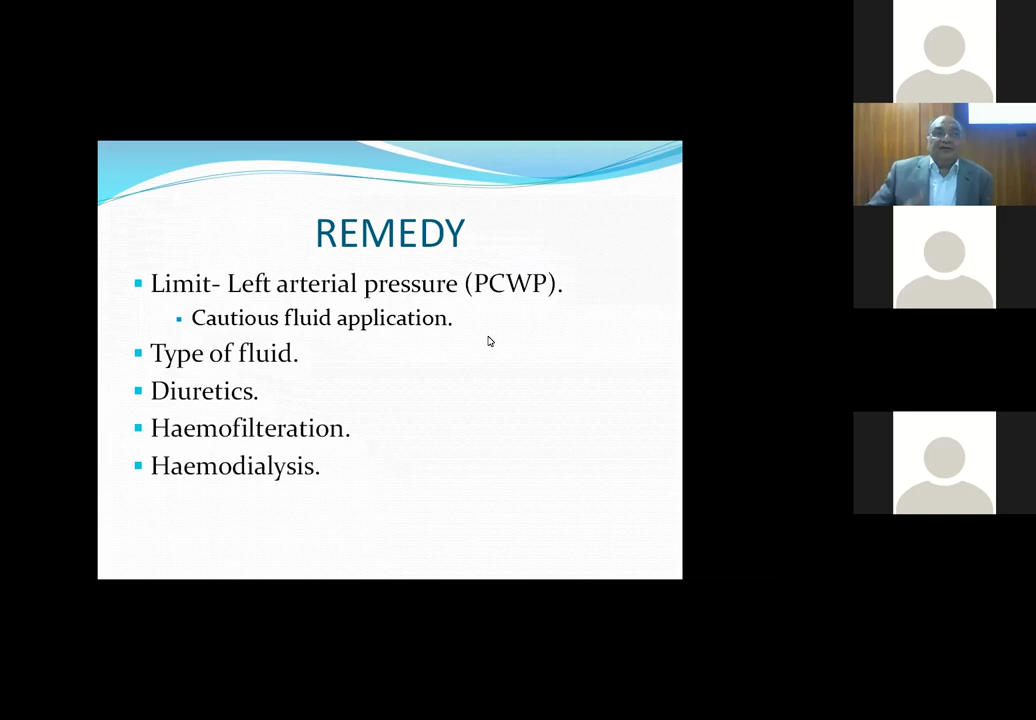 REMEDY
Limit- Left arterial pressure (PCWP).
Cautious fluid application.
Type of fluid.
Diuretics.
Haemofilteration.
Haemodialysis.